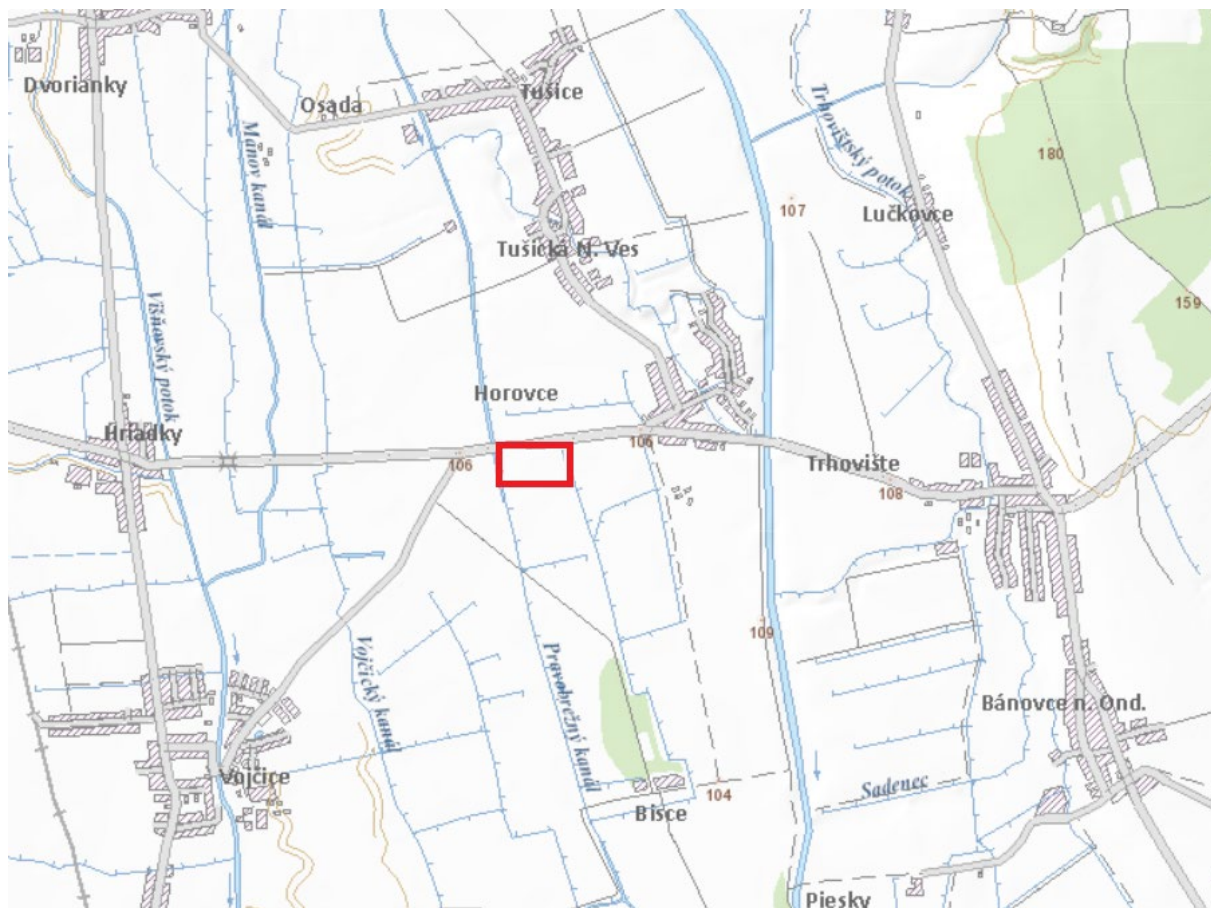 Dvorianky
Osada
Tušice
Manov kanál
Trhovištský potok
180
107
Lučkovce
Tušická N. Ves
159
Višňovský potok
Horovce
Hriadky
106
106
Trhovište
108
109
Vojčický kanál
Pravobrežný kanál
Bánovce n. Ond.
Vojčice
104
Sadenec
Bisce
Piesky